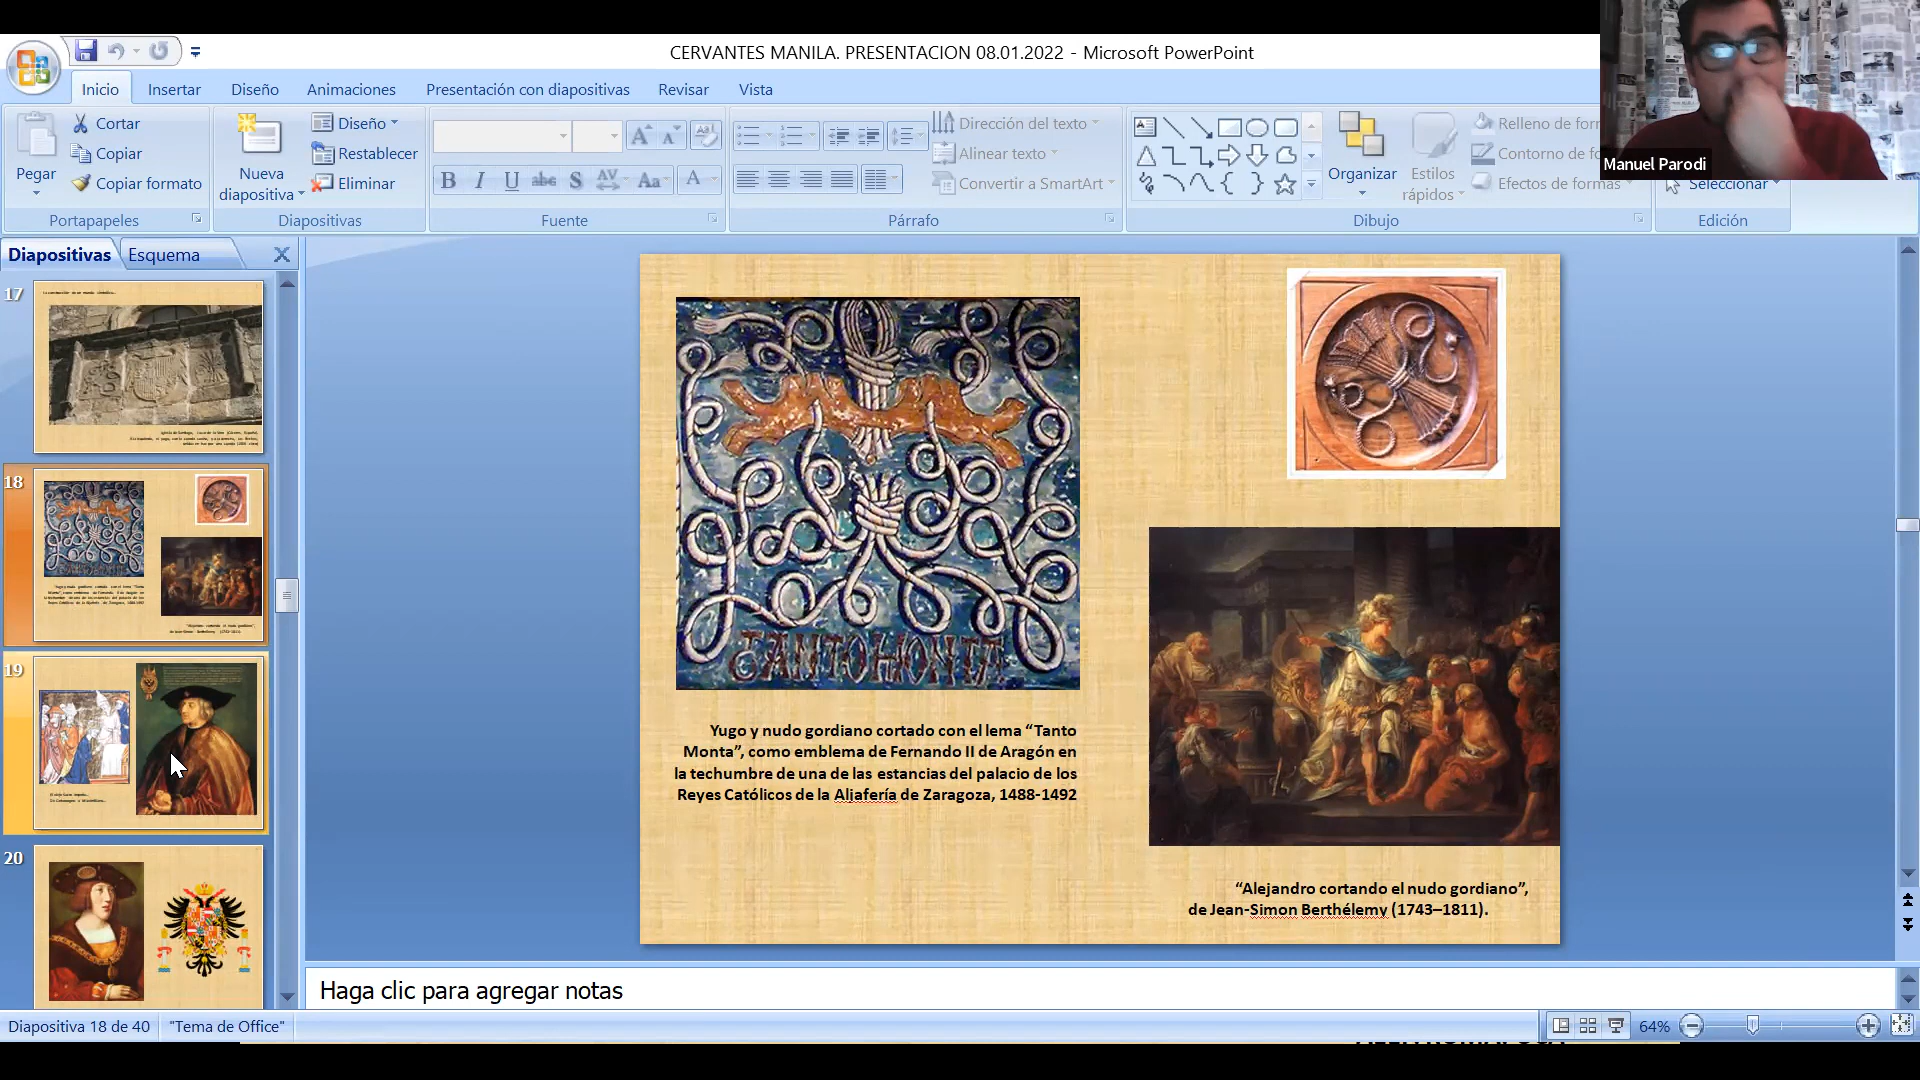 CERVANTES MANILA. PRESENTACION 08.01.2022 - Microsoft PowerPoint
Inicio
Insertar
Diseño
Animaciones
Presentación con diapositivas
Revisar
Vista
Pegar
Cortar
Copiar
Copiar formato
Portapapeles
Nueva
diapositiva
Diseño
Restablecer
Eliminar
Diapositivas
Fuente
Dirección del texto
Alinear texto
Convertir a SmartArt
Párrafo
Organizar
Estilos
rápidos
Relleno de for
Contorno de fo
Efectos de formas
Dibujo
Seleccionar
Edición
Manuel Parodi
Diapositivas
Esquema
17
18
19
20
TANTO MONTA
Yugo y nudo gordiano cortado con el lema “Tanto
Monta”, como emblema de Fernando II de Aragón en
la techumbre de una de las estancias del palacio de los
Reyes Católicos de la Aljafería de Zaragoza, 1488-1492
“Alejandro cortando el nudo gordiano”,
de Jean-Simon Berthélemy (1743–1811).
Haga clic para agregar notas
Diapositiva 18 de 40
"Tema de Office"
64%